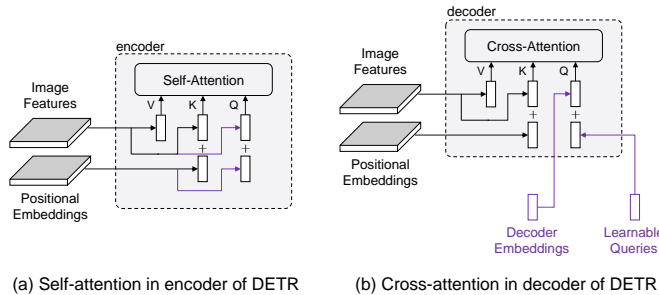 encoder
Self-Attention
V
K
Q
Image
Features
+
+
Positional
Embeddings
(a) Self-attention in encoder of DETR
decoder
Cross-Attention
V
K
Q
Image
Features
+
+
Positional
Embeddings
Decoder
Embeddings
Learnable
Queries
(b) Cross-attention in decoder of DETR